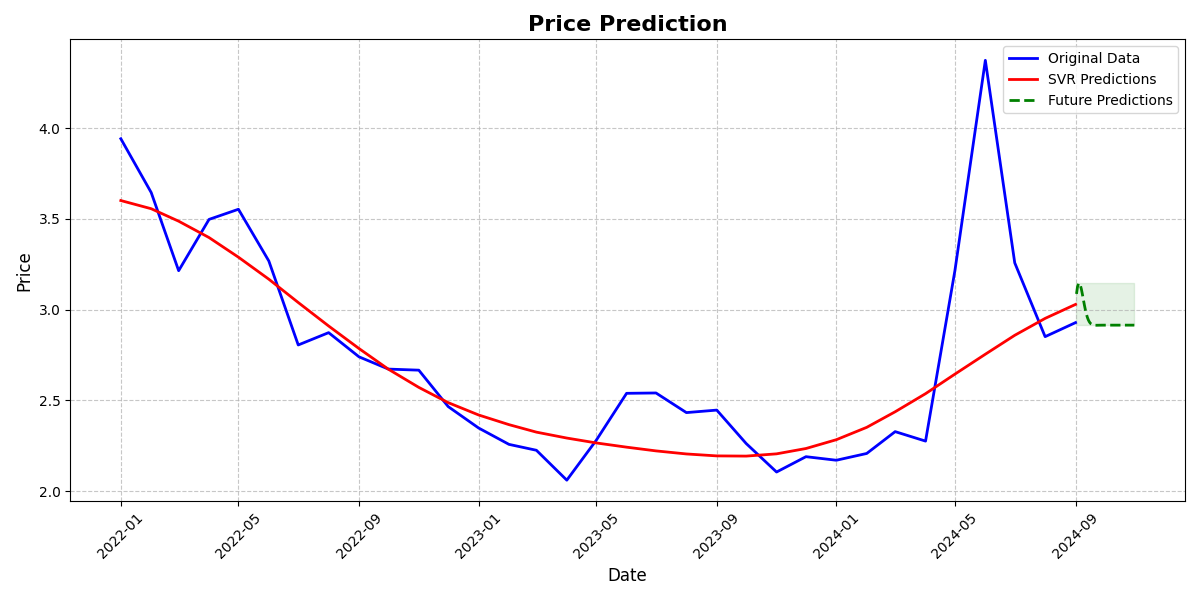 Price Prediction
Original Data
SVR Predictions
Future Predictions
Price
4.0
3.5
3.0
2.5
2.0
2022-01
2022-05
2022-09
2023-01
2023-05
2023-09
2024-01
2024-05
2024-09
Date